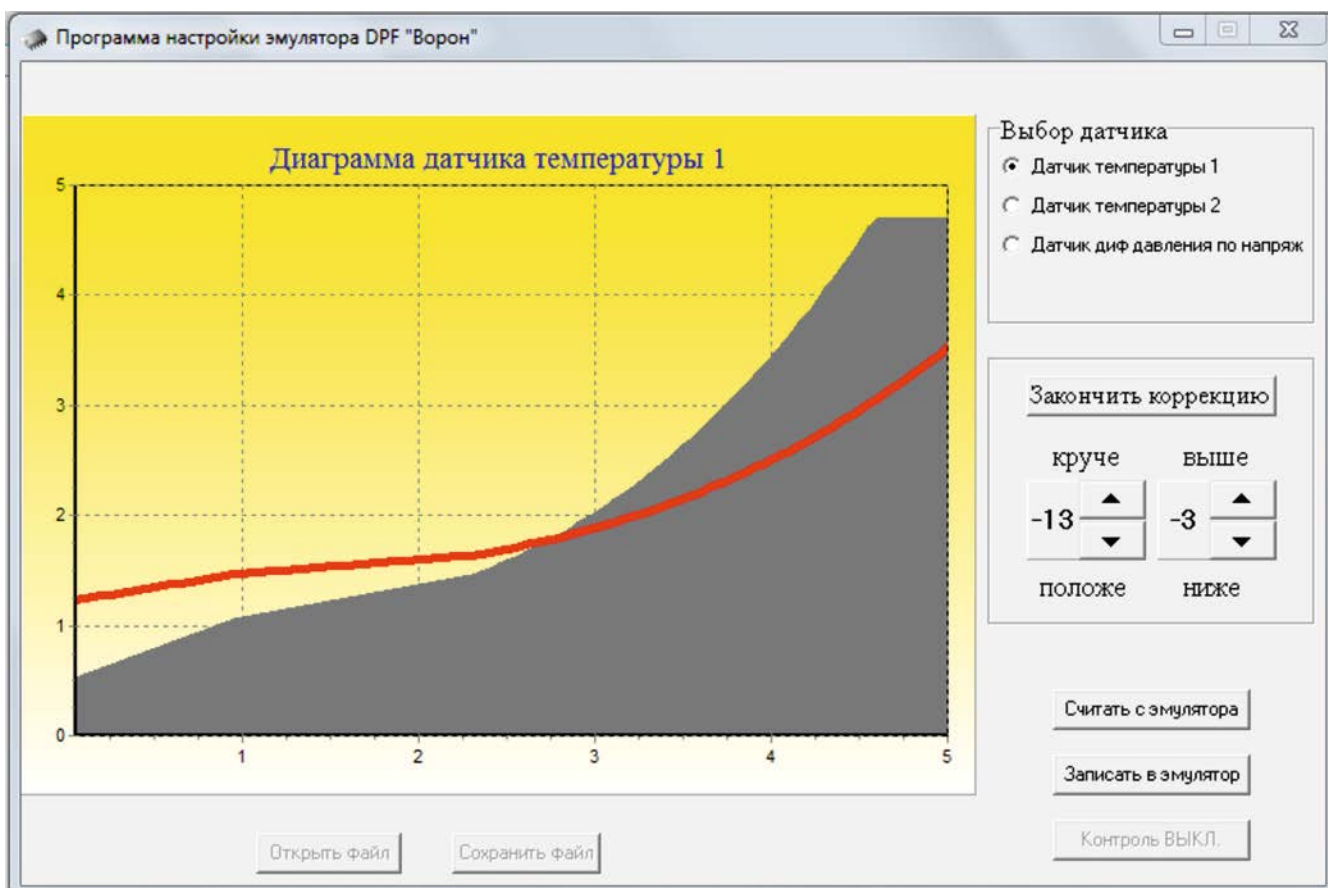 Программа настройки эмулятора DPF "Ворон"
Диаграмма датчика температуры 1
5
4
3
2
1
0
1
2
3
4
5
Выбор датчика
Датчик температуры 1
Датчик температуры 2
Датчик диф давления по напряж
Закончить коррекцию
круче
выше
-13
-3
положе
ниже
Считать с эмулятора
Записать в эмулятор
Контроль ВЫКЛ.
Открыть файл
Сохранить файл